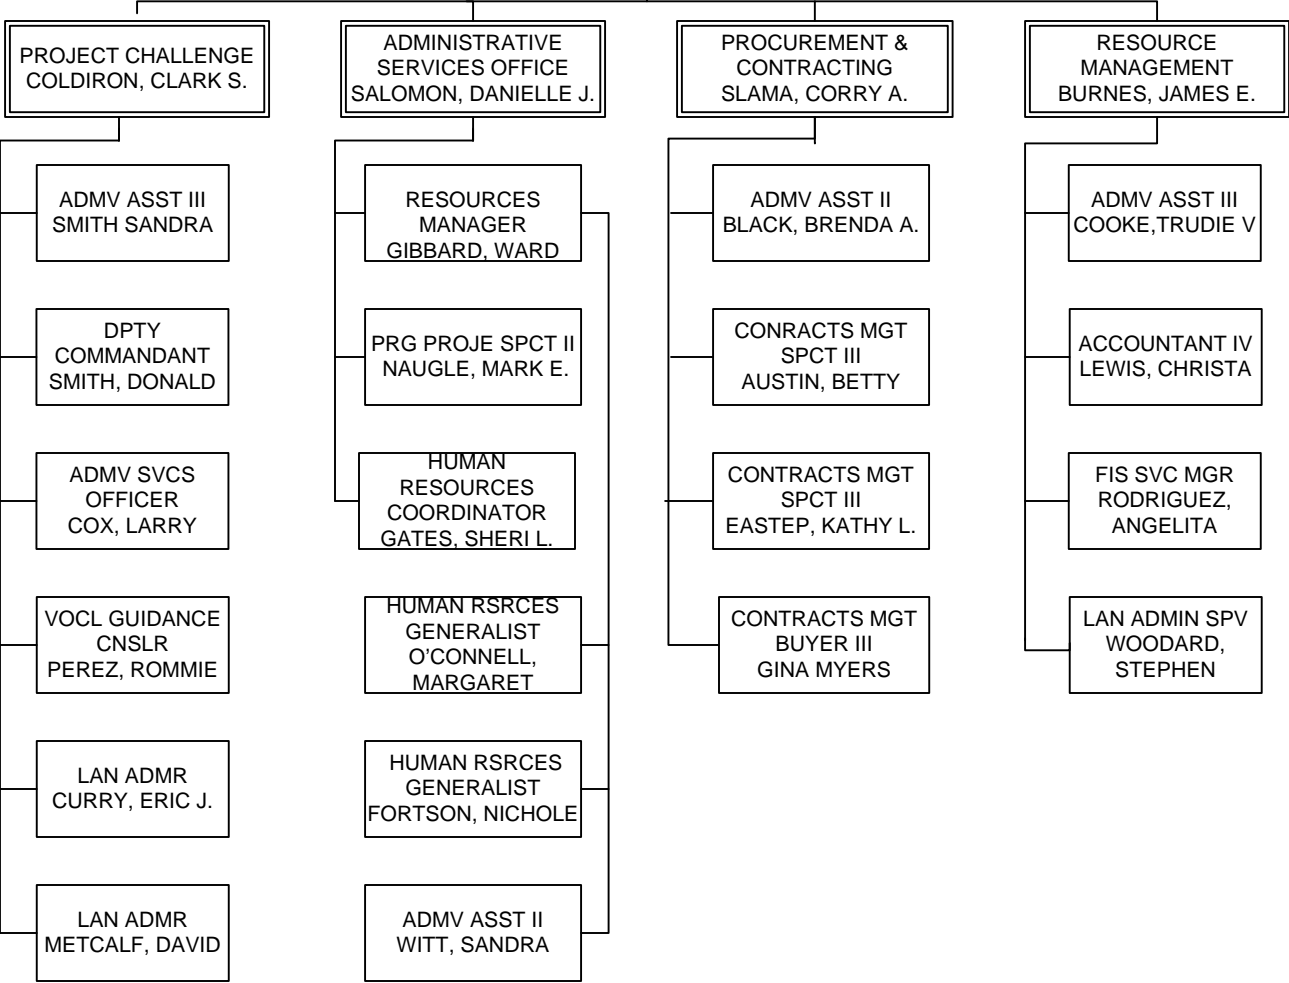 PROJECT CHALLENGE
COLDIRON, CLARK S.
ADMINISTRATIVE
SERVICES OFFICE
SALOMON, DANIELLE J.
PROCUREMENT &
CONTRACTING
SLAMA, CORRY A.
RESOURCE
MANAGEMENT
BURNES, JAMES E.
ADMV ASST III
SMITH SANDRA
RESOURCES
MANAGER
GIBBARD, WARD
ADMV ASST II
BLACK, BRENDA A.
ADMV ASST III
COOKE,TRUDIE V
DPTY
COMMANDANT
SMITH, DONALD
PRG PROJE SPCT II
NAUGLE, MARK E.
CONRACTS MGT
SPCT III
AUSTIN, BETTY
ACCOUNTANT IV
LEWIS, CHRISTA
ADMV SVCS
OFFICER
COX, LARRY
HUMAN
RESOURCES
COORDINATOR
GATES, SHERI L.
CONTRACTS MGT
SPCT III
EASTEP, KATHY L.
FIS SVC MGR
RODRIGUEZ,
ANGELITA
VOCL GUIDANCE
CNSLR
PEREZ, ROMMIE
HUMAN RSRCES
GENERALIST
O'CONNELL,
MARGARET
CONTRACTS MGT
BUYER III
GINA MYERS
LAN ADMIN SPV
WOODARD,
STEPHEN
LAN ADMR
CURRY, ERIC J.
HUMAN RSRCES
GENERALIST
FORTSON, NICHOLE
LAN ADMR
METCALF, DAVID
ADMV ASST II
WITT, SANDRA